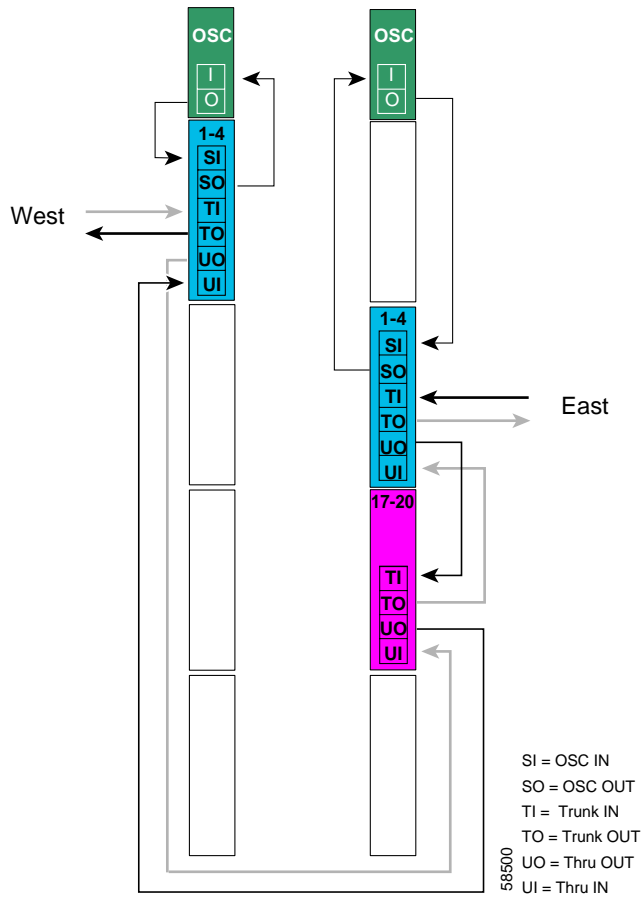 OSC
I
O
1-4
SI
SO
TI
TO
UO
UI
West
OSC
I
O
1-4
SI
SO
TI
TO
UO
UI
East
17-20
TI
TO
UO
UI
SI = OSC IN
SO = OSC OUT
TI = Trunk IN
TO = Trunk OUT
UO = Thru OUT
UI = Thru IN
58500